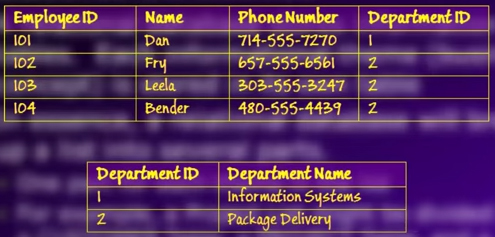 Employee ID Name Phone Number Department ID
101 Dan 714-555-7270 1
102 Fry 657-555-6561 2
103 Leela 303-555-3247 2
104 Bender 480-555-4439 2
Department ID Department Name
1 Information Systems
2 Package Delivery